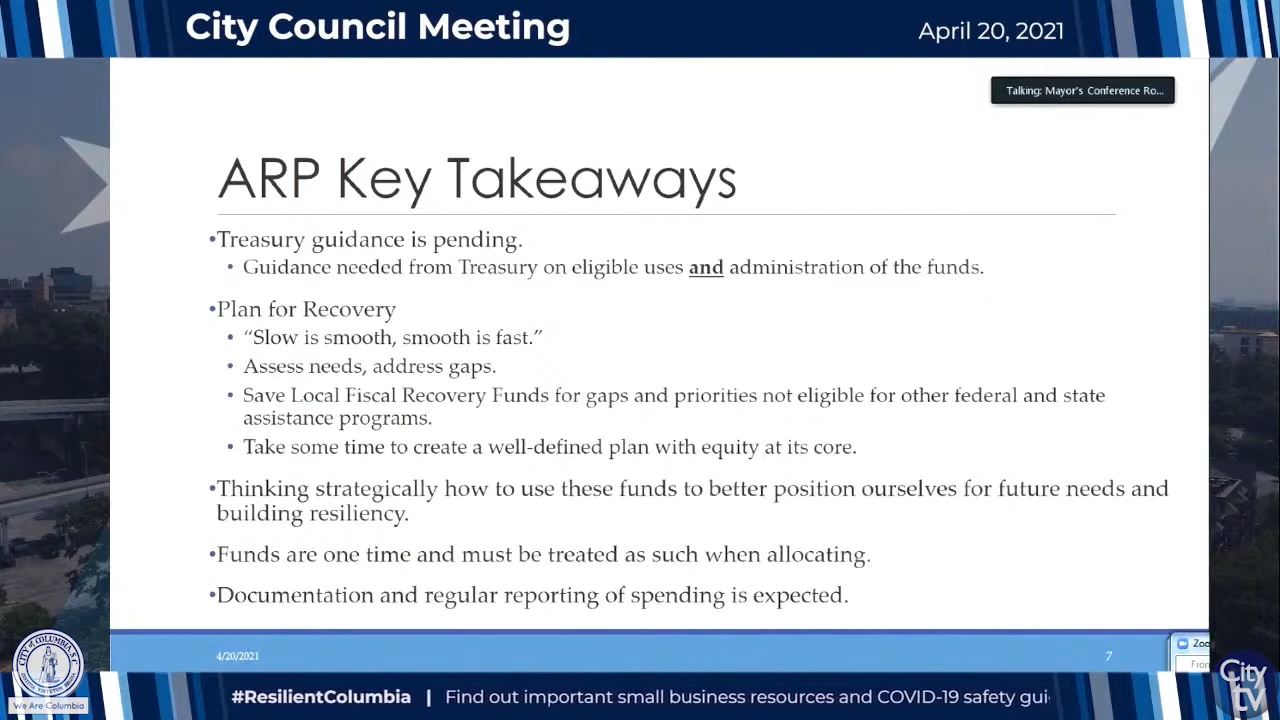 City Council Meeting
April 20, 2021
Talking: Mayor's Conference Ro...
ARP Key Takeaways
•Treasury guidance is pending.
• Guidance needed from Treasury on eligible uses and administration of the funds.
•Plan for Recovery
• “Slow is smooth, smooth is fast.”
• Assess needs, address gaps.
• Save Local Fiscal Recovery Funds for gaps and priorities not eligible for other federal and state
assistance programs.
• Take some time to create a well-defined plan with equity at its core.
•Thinking strategically how to use these funds to better position ourselves for future needs and
building resiliency.
•Funds are one time and must be treated as such when allocating.
•Documentation and regular reporting of spending is expected.
4/20/2021
7
Zoo
From
CITY OF COLUMBIA, S.C.
We Are Columbia
#ResilientColumbia | Find out important small business resources and COVID-19 safety gui
City
tv